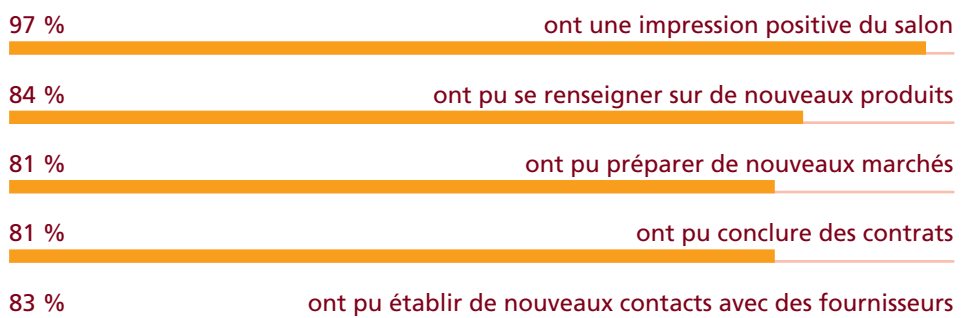 97 % ont une impression positive du salon
84 % ont pu se renseigner sur de nouveaux produits
81 % ont pu préparer de nouveaux marchés
81 % ont pu conclure des contrats
83 % ont pu établir de nouveaux contacts avec des fournisseurs